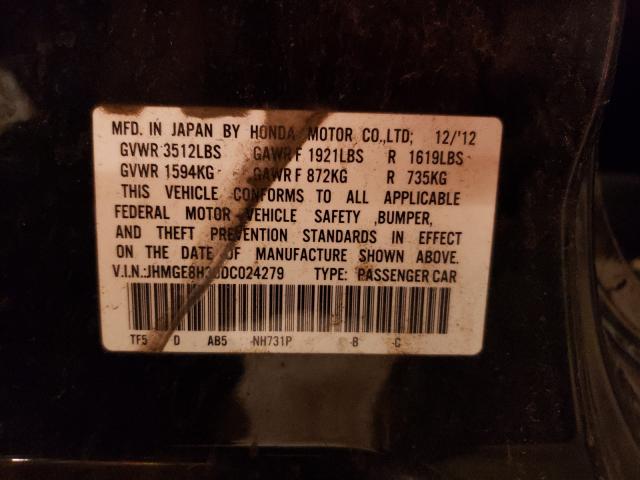 MFD. IN JAPAN BY HONDA MOTOR CO.,LTD; 12/'12
GVWR 3512LBS GAWR F 1921LBS R 1619LBS
GVWR 1594KG GAWR F 872KG R 735KG
THIS VEHICLE CONFORMS TO ALL APPLICABLE
FEDERAL MOTOR VEHICLE SAFETY ,BUMPER,
AND THEFT PREVENTION STANDARDS IN EFFECT
ON THE DATE OF MANUFACTURE SHOWN ABOVE.
V.I.N.: TYPE: PASSENGER CAR
TF5 D AB5 -NH731P -B -C